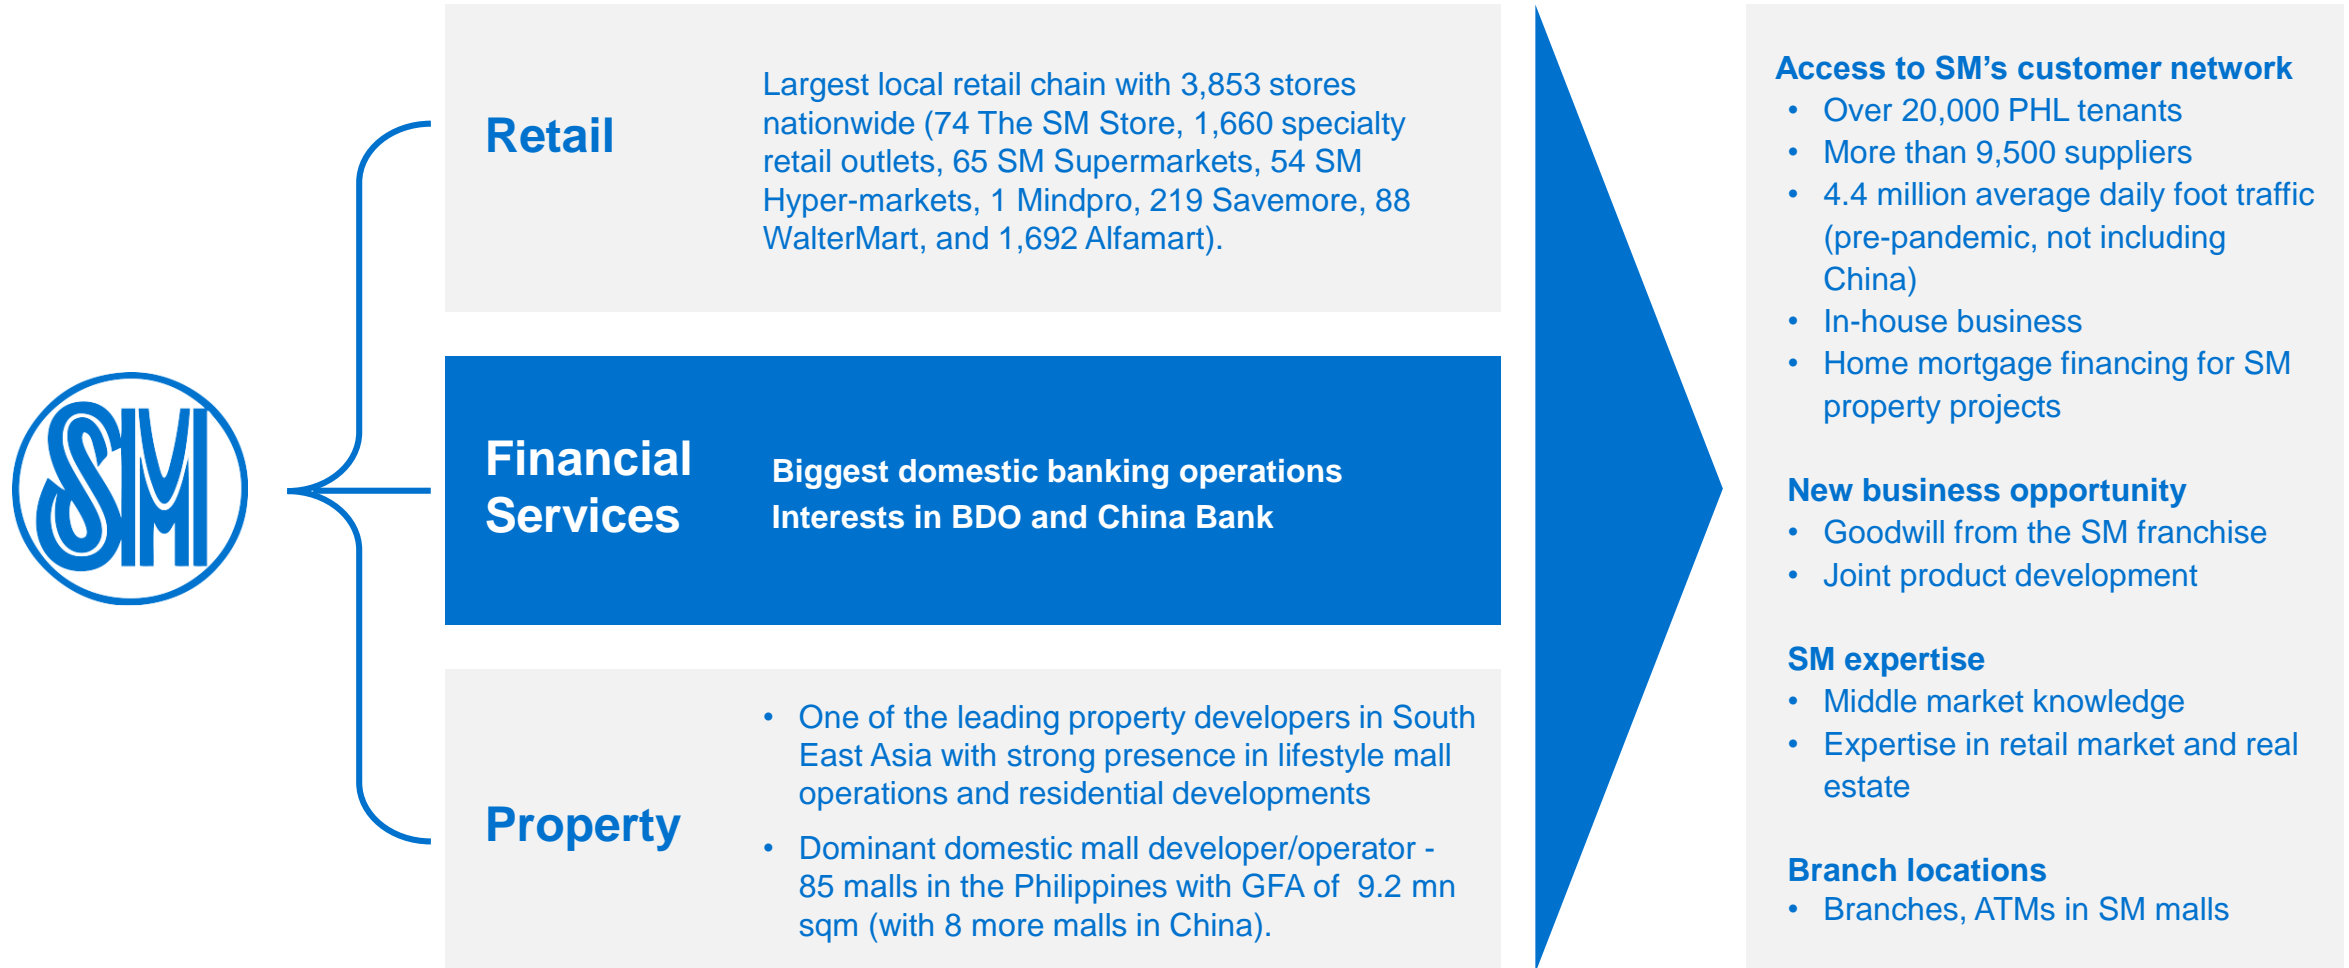 SM
Retail
Largest local retail chain with 3,853 stores
nationwide (74 The SM Store, 1,660 specialty
retail outlets, 65 SM Supermarkets, 54 SM
Hyper-markets, 1 Mindpro, 219 Savemore, 88
WalterMart, and 1,692 Alfamart).
Financial
Services
Biggest domestic banking operations
Interests in BDO and China Bank
Property
• One of the leading property developers in South
East Asia with strong presence in lifestyle mall
operations and residential developments
• Dominant domestic mall developer/operator -
85 malls in the Philippines with GFA of 9.2 mn
sqm (with 8 more malls in China).
Access to SM’s customer network
• Over 20,000 PHL tenants
• More than 9,500 suppliers
• 4.4 million average daily foot traffic
(pre-pandemic, not including
China)
• In-house business
• Home mortgage financing for SM
property projects
New business opportunity
• Goodwill from the SM franchise
• Joint product development
SM expertise
• Middle market knowledge
• Expertise in retail market and real
estate
Branch locations
• Branches, ATMs in SM malls